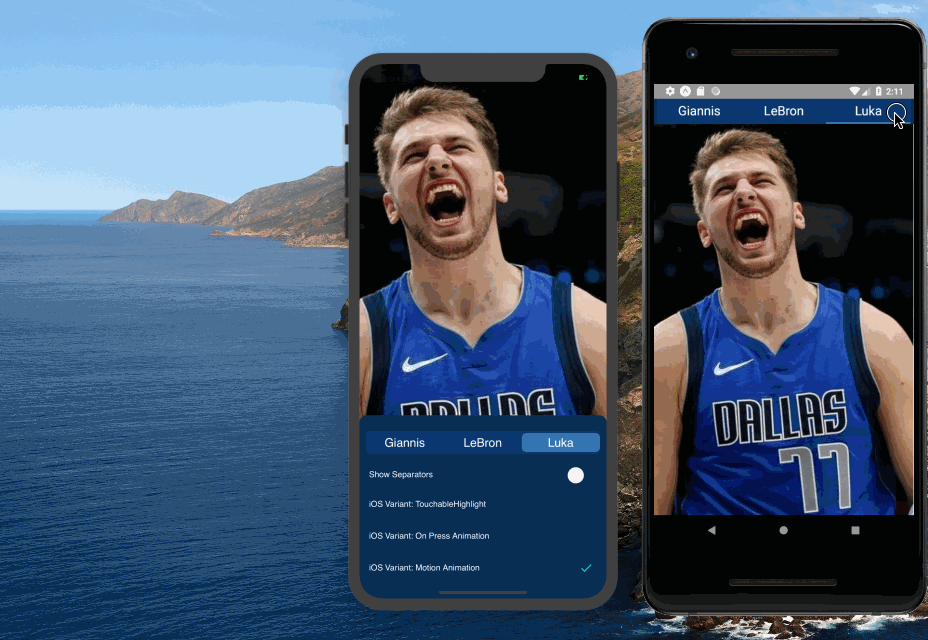 DALLAS
Giannis LeBron Luka
Show Separators
iOS Variant: TouchableHighlight
iOS Variant: On Press Animation
iOS Variant: Motion Animation
2:11
Giannis LeBron Luka
DALLAS
77